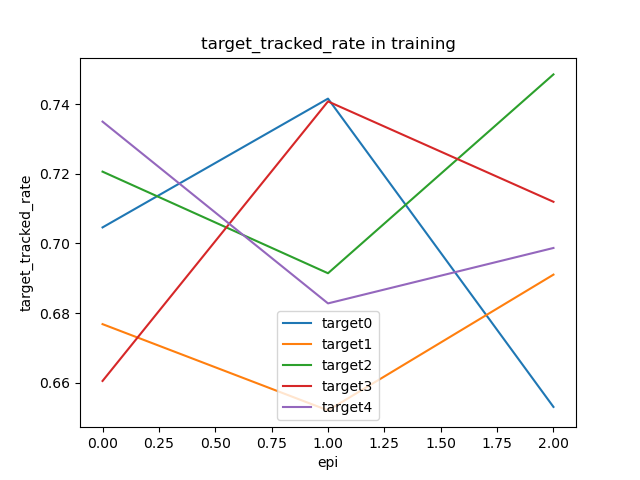 target_tracked_rate in training
target_tracked_rate
0.74
0.72
0.70
0.68
0.66
target0
target1
target2
target3
target4
0.00 0.25 0.50 0.75 1.00 1.25 1.50 1.75 2.00
epi